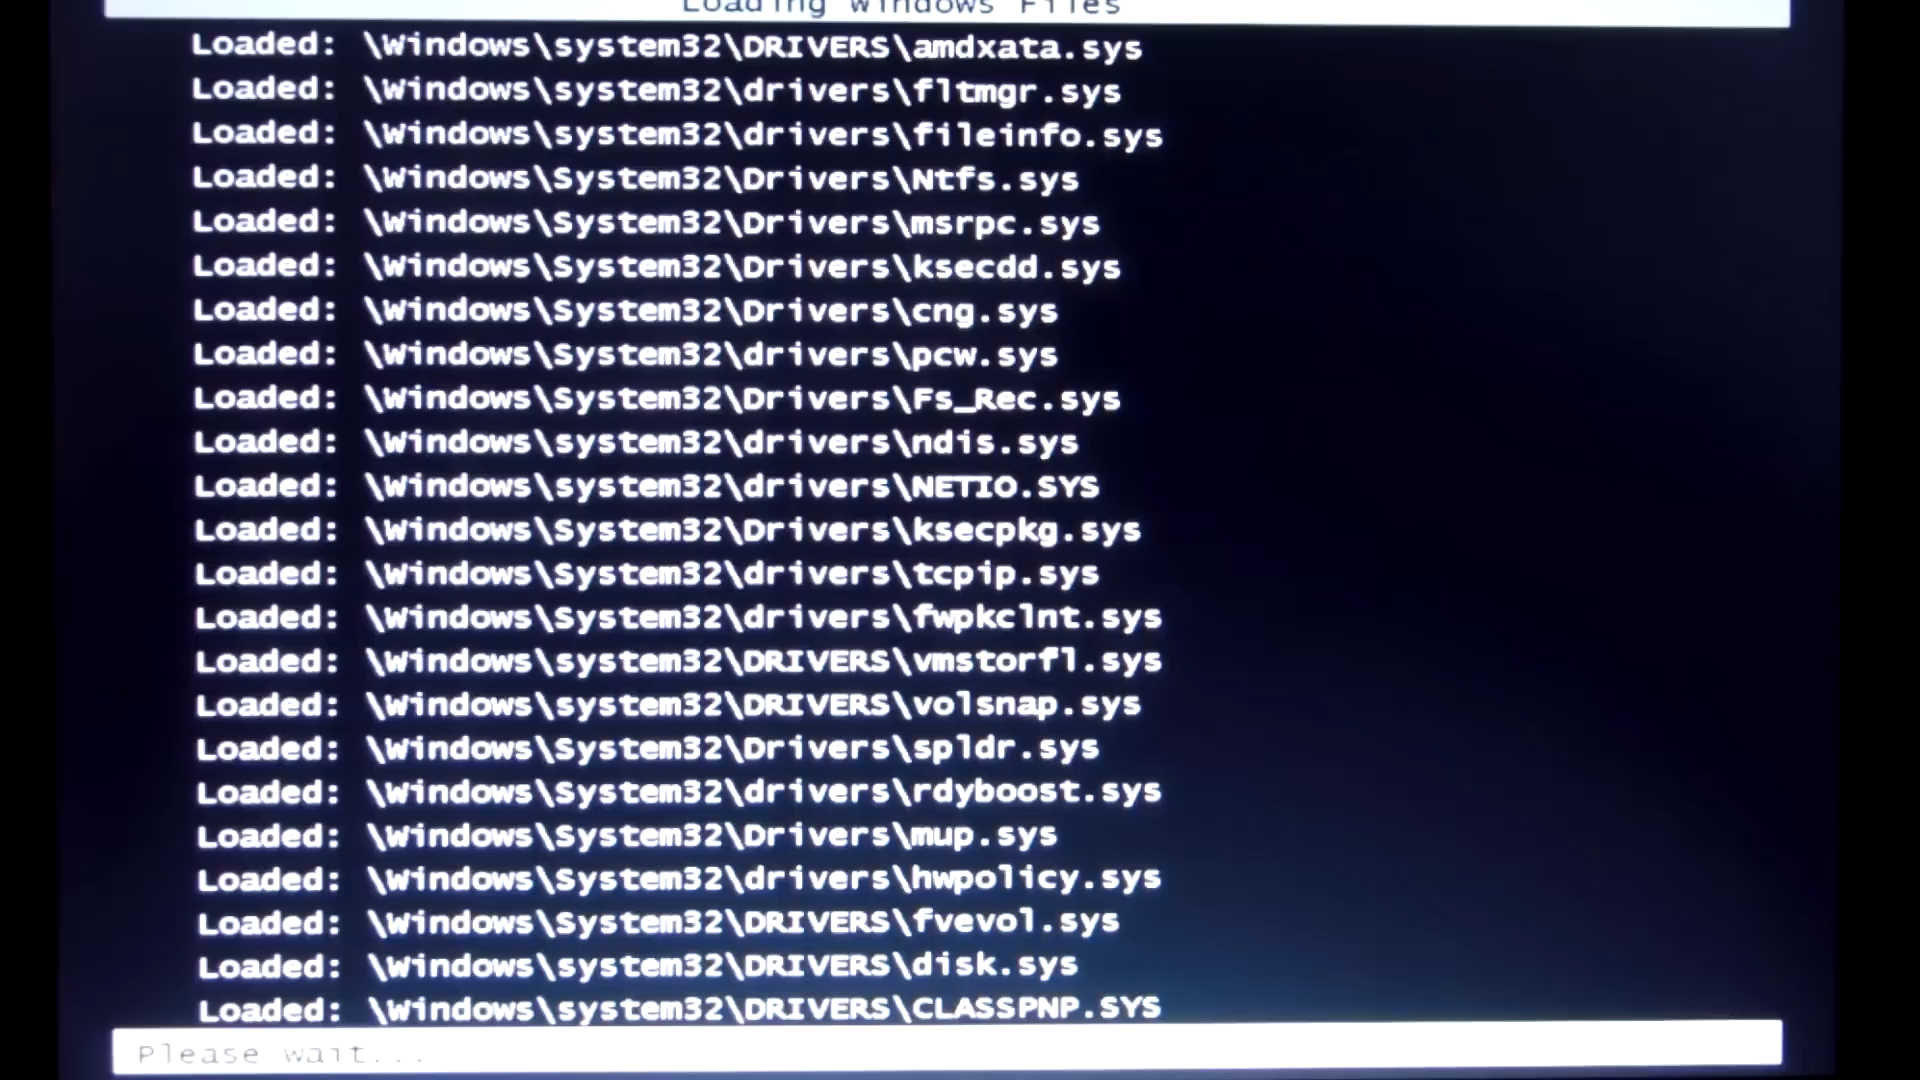 Loading Windows Files
Loaded: \Windows\system32\DRIVERS\amdxata.sys
Loaded: \Windows\system32\drivers\fltmgr.sys
Loaded: \Windows\system32\drivers\fileinfo.sys
Loaded: \Windows\System32\Drivers\Ntfs.sys
Loaded: \Windows\System32\Drivers\msrpc.sys
Loaded: \Windows\System32\Drivers\ksecdd.sys
Loaded: \Windows\System32\Drivers\cng.sys
Loaded: \Windows\System32\drivers\pcw.sys
Loaded: \Windows\System32\Drivers\Fs_Rec.sys
Loaded: \Windows\system32\drivers\ndis.sys
Loaded: \Windows\system32\drivers\NETIO.SYS
Loaded: \Windows\System32\Drivers\ksecpkg.sys
Loaded: \Windows\System32\drivers\tcpip.sys
Loaded: \Windows\System32\drivers\fwpkclnt.sys
Loaded: \Windows\system32\DRIVERS\vmstorfl.sys
Loaded: \Windows\system32\DRIVERS\volsnap.sys
Loaded: \Windows\System32\Drivers\spldr.sys
Loaded: \Windows\System32\drivers\rdyboost.sys
Loaded: \Windows\System32\Drivers\mup.sys
Loaded: \Windows\System32\drivers\hwpolicy.sys
Loaded: \Windows\System32\DRIVERS\fvevol.sys
Loaded: \Windows\system32\DRIVERS\disk.sys
Loaded: \Windows\system32\DRIVERS\CLASSPNP.SYS
Please wait...